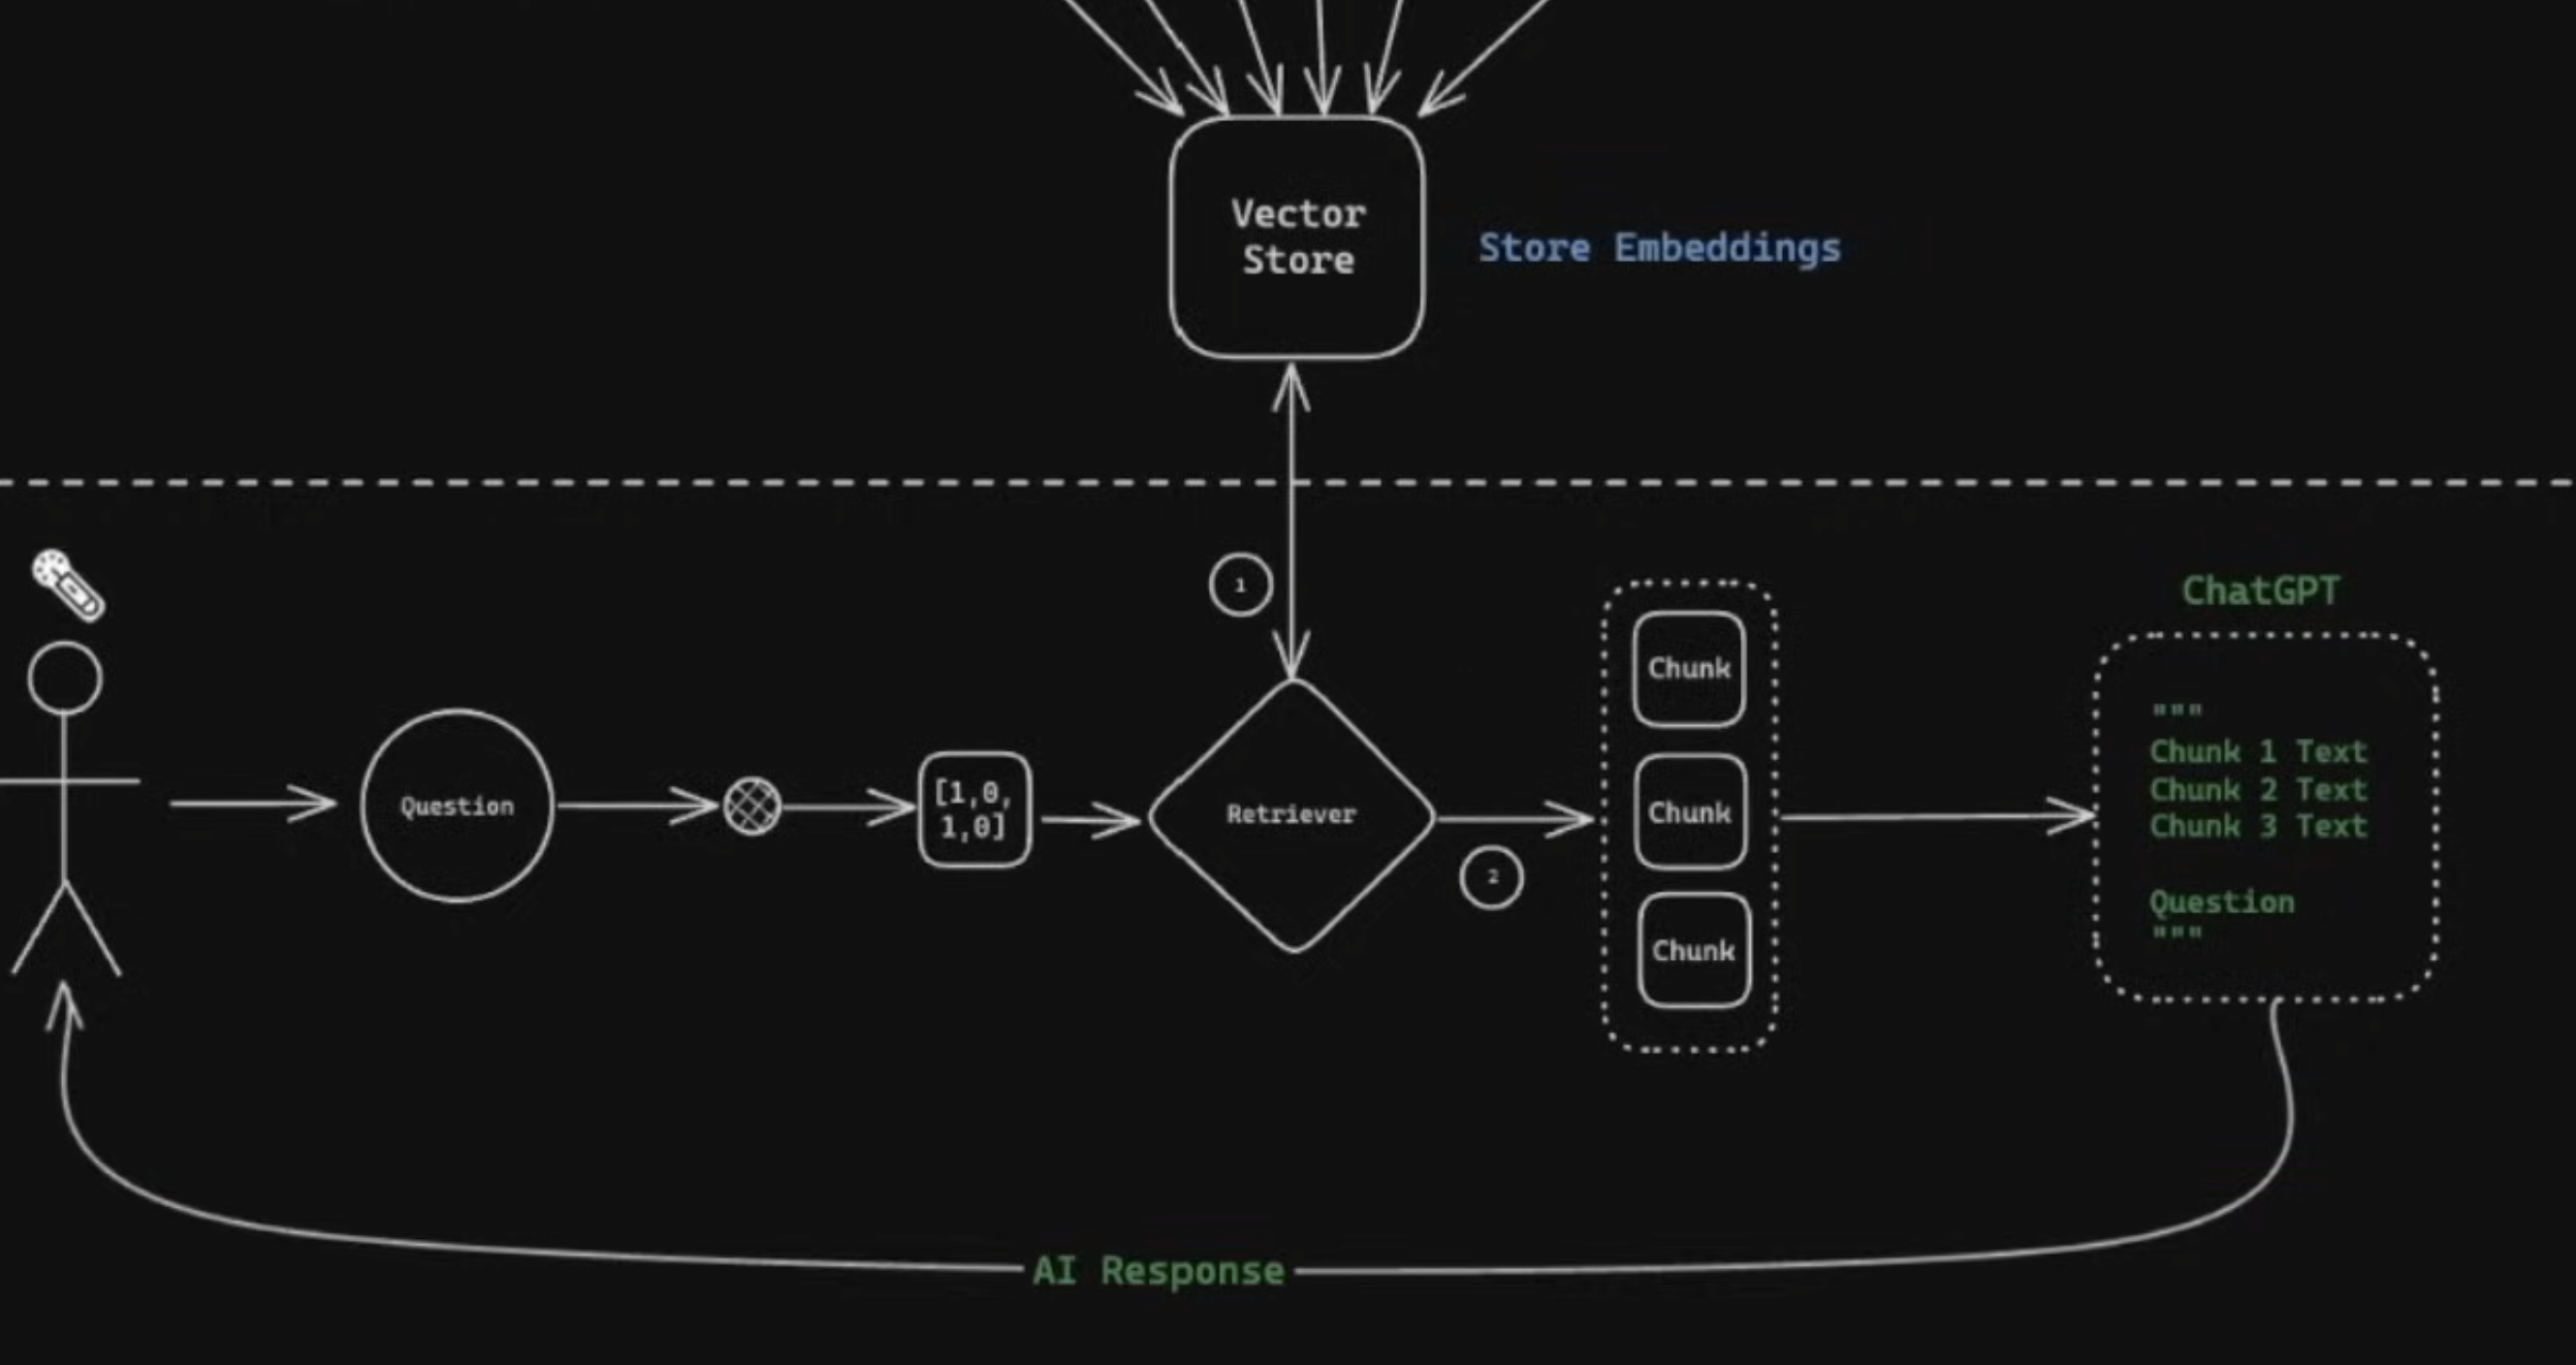 Vector
Store
Store Embeddings
1
ChatGPT
Chunk
"""
Chunk 1 Text
Chunk 2 Text
Chunk 3 Text
Question
"""
Question
[1,0,
1,0]
Retriever
Chunk
2
Chunk
AI Response